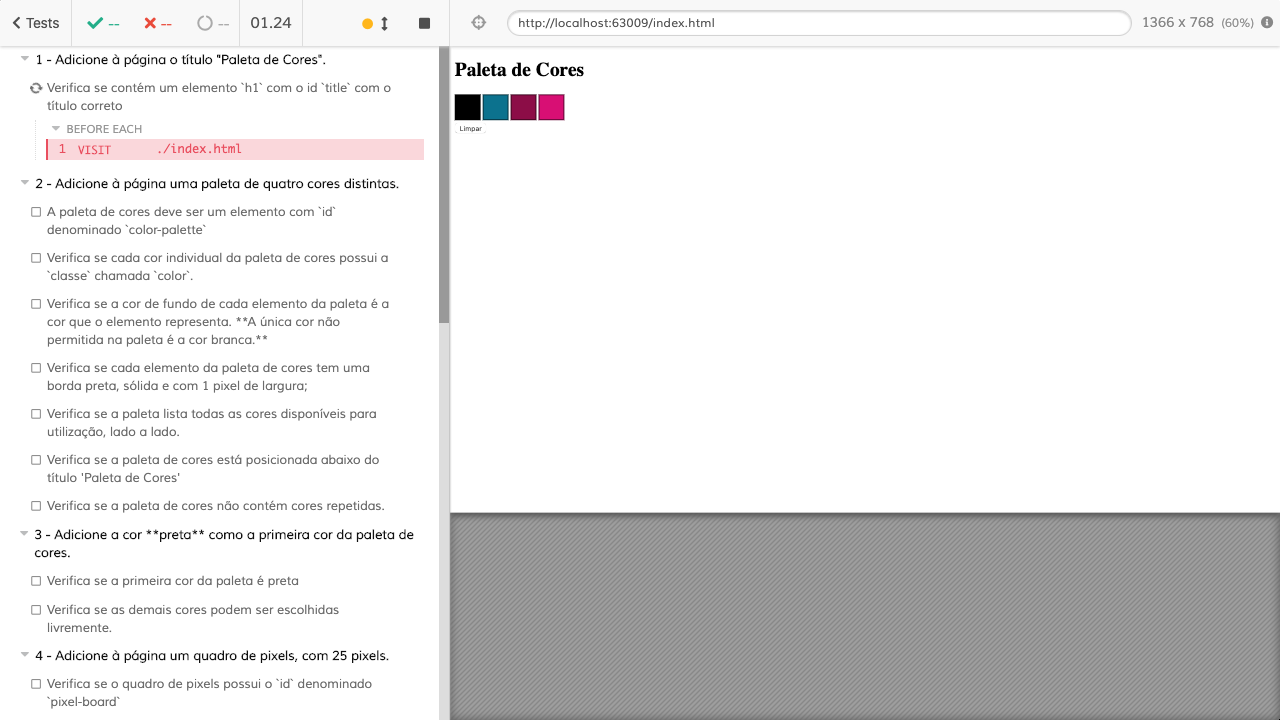 Tests
--
--
--
01.24
http://localhost:63009/index.html
1366 x 768 (60%)
1 - Adicione à página o título "Paleta de Cores".
Verifica se contém um elemento `h1` com o id `title` com o
título correto
BEFORE EACH
1 VISIT ./index.html
2 - Adicione à página uma paleta de quatro cores distintas.
A paleta de cores deve ser um elemento com `id`
denominado `color-palette`
Verifica se cada cor individual da paleta de cores possui a
`classe` chamada `color`.
Verifica se a cor de fundo de cada elemento da paleta é a
cor que o elemento representa. **A única cor não
permitida na paleta é a cor branca.**
Verifica se cada elemento da paleta de cores tem uma
borda preta, sólida e com 1 pixel de largura;
Verifica se a paleta lista todas as cores disponíveis para
utilização, lado a lado.
Verifica se a paleta de cores está posicionada abaixo do
título 'Paleta de Cores'
Verifica se a paleta de cores não contém cores repetidas.
3 - Adicione a cor **preta** como a primeira cor da paleta de
cores.
Verifica se a primeira cor da paleta é preta
Verifica se as demais cores podem ser escolhidas
livremente.
4 - Adicione à página um quadro de pixels, com 25 pixels.
Verifica se o quadro de pixels possui o `id` denominado
`pixel-board`
Paleta de Cores
Limpar